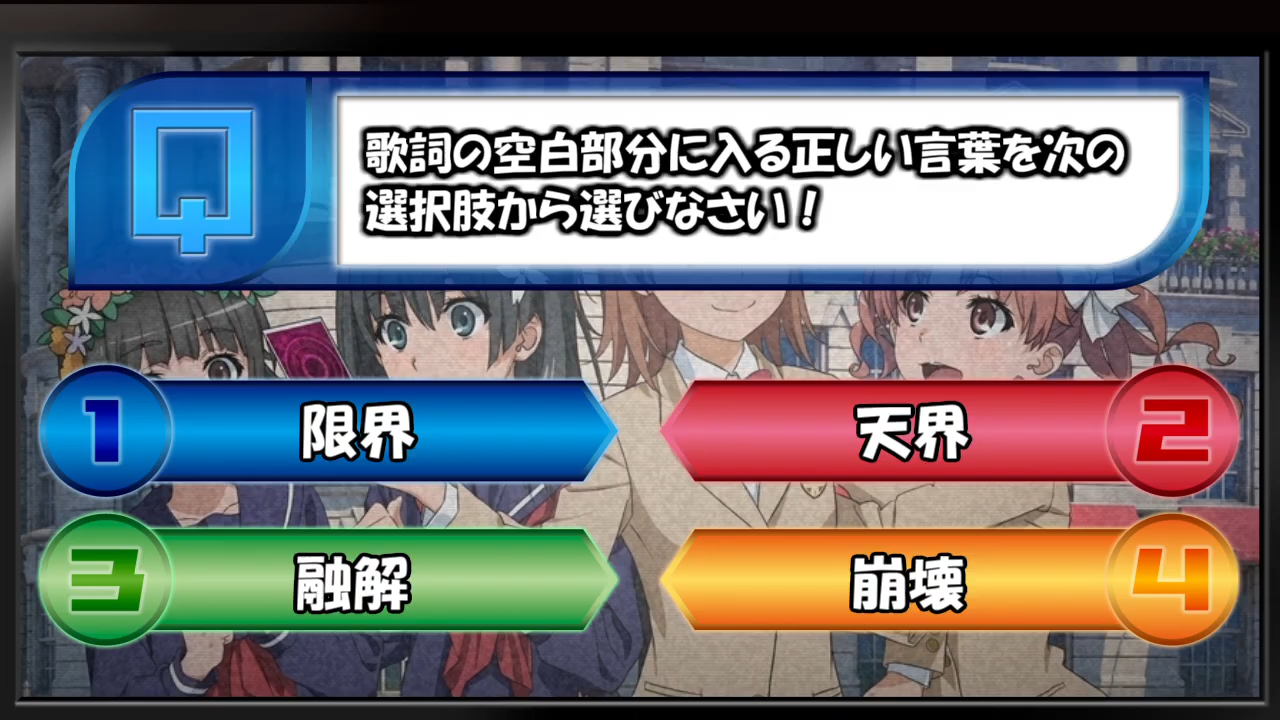 Q
歌詞の空白部分に入る正しい言葉を次の
選択肢から選びなさい！
1 限界
天界 2
3 融解
崩壊 4